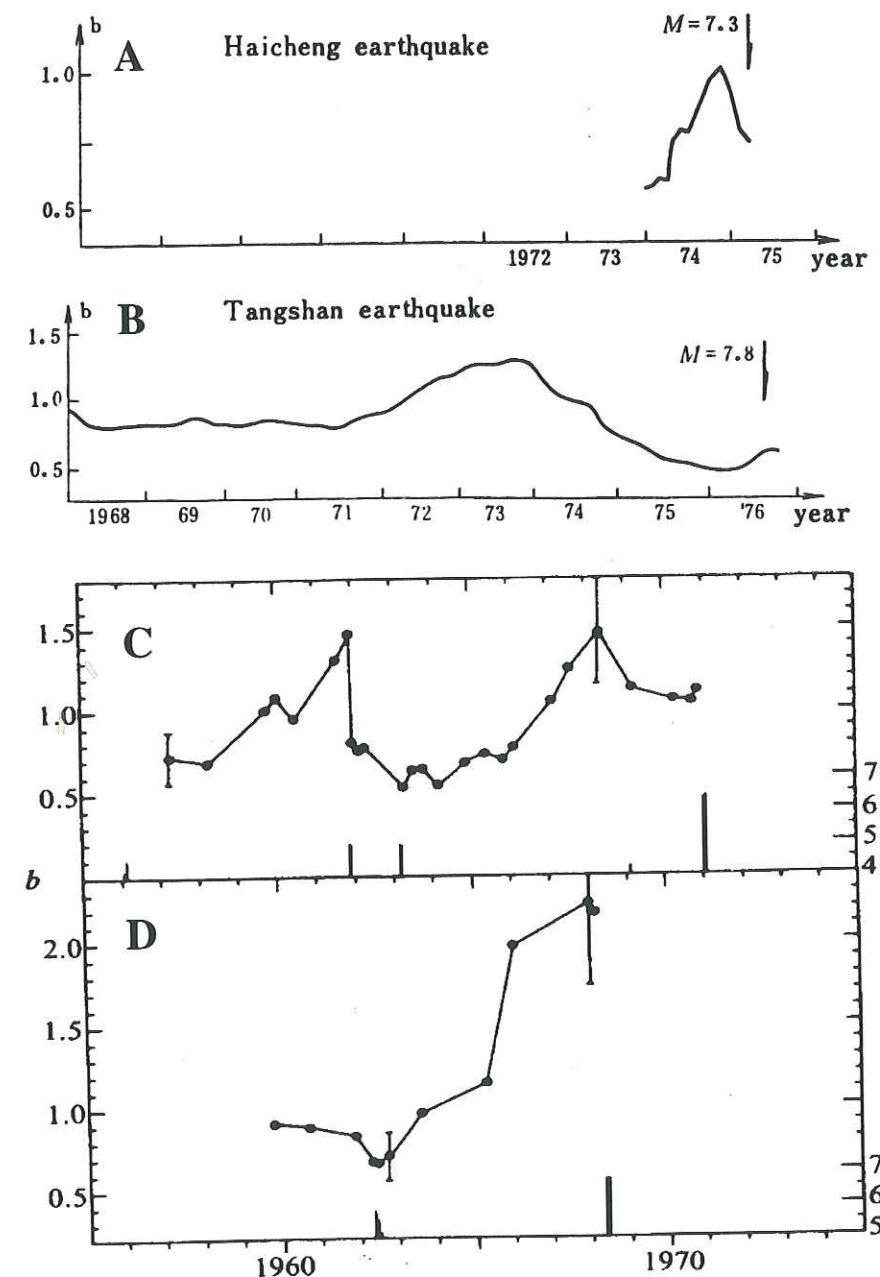 b
A Haicheng earthquake M=7.3
1.0
0.5
1972 73 74 75 year
b
B Tangshan earthquake
1.5
M=7.8
1.0
0.5
1968 69 70 71 72 73 74 75 '76 year
C
1.5
1.0
0.5
7
6
5
4
b
D
2.0
1.5
1.0
0.5
7
6
5
1960 1970